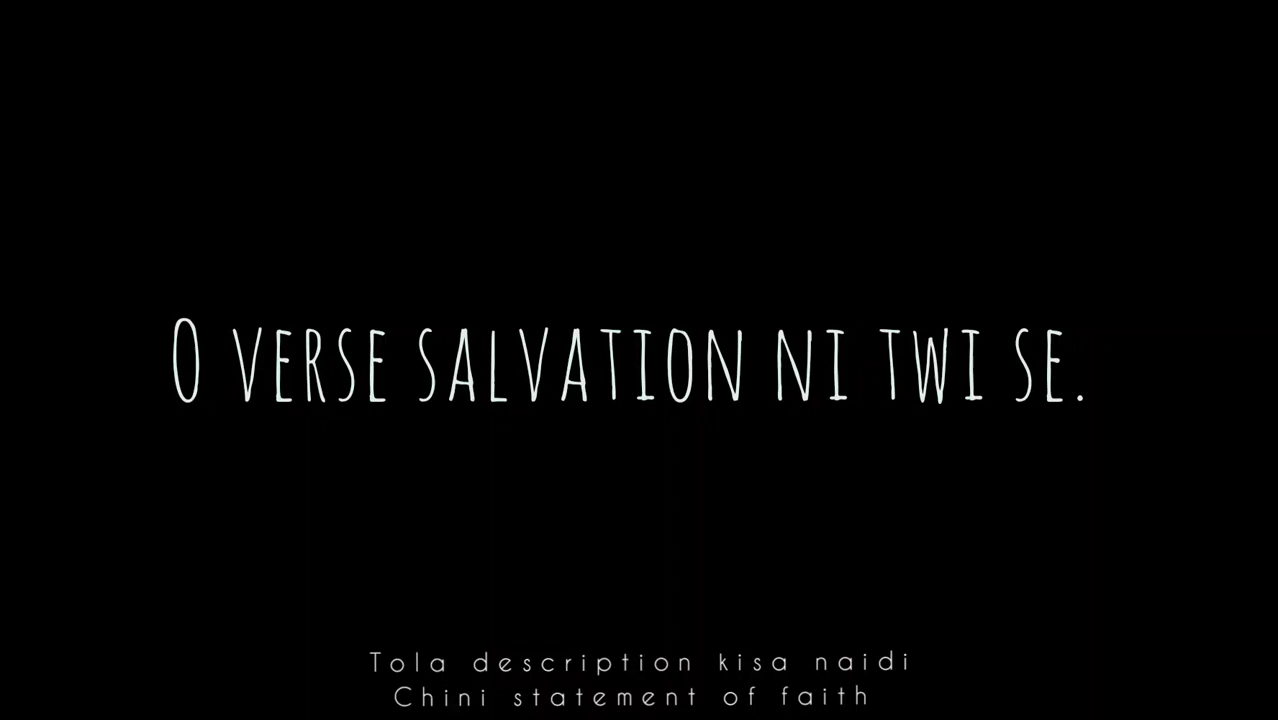 O VERSE SALVATION NI TWI SE.
Tola description kisa naidi
Chini statement of faith